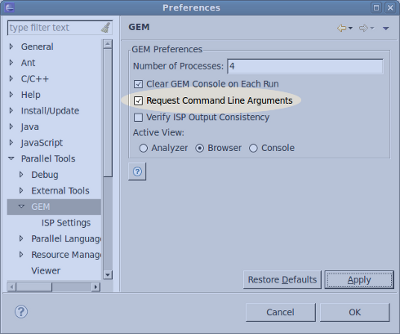 Preferences
type filter text
GEM
General
Ant
C/C++
Help
Install/Update
Java
JavaScript
Parallel Tools
Debug
External Tools
GEM
ISP Settings
Parallel Language
Resource Manag
Viewer
GEM Preferences
Number of Processes: 4
Clear GEM Console on Each Run
Request Command Line Arguments
Verify ISP Output Consistency
Active View:
Analyzer Browser Console
?
Restore Defaults Apply
? Cancel OK